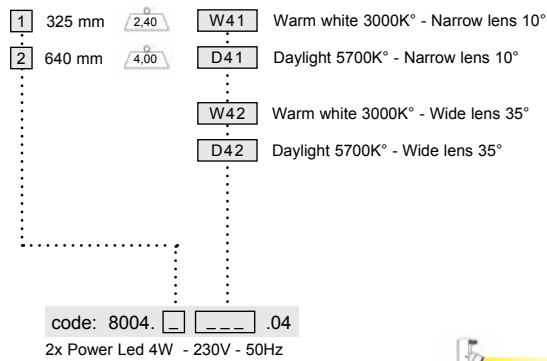 1 325 mm 2,40 W41 Warm white 3000K° - Narrow lens 10°
2 640 mm 4,00 D41 Daylight 5700K° - Narrow lens 10°
W42 Warm white 3000K° - Wide lens 35°
D42 Daylight 5700K° - Wide lens 35°
code: 8004. _ _ _ _ .04
2x Power Led 4W - 230V - 50Hz